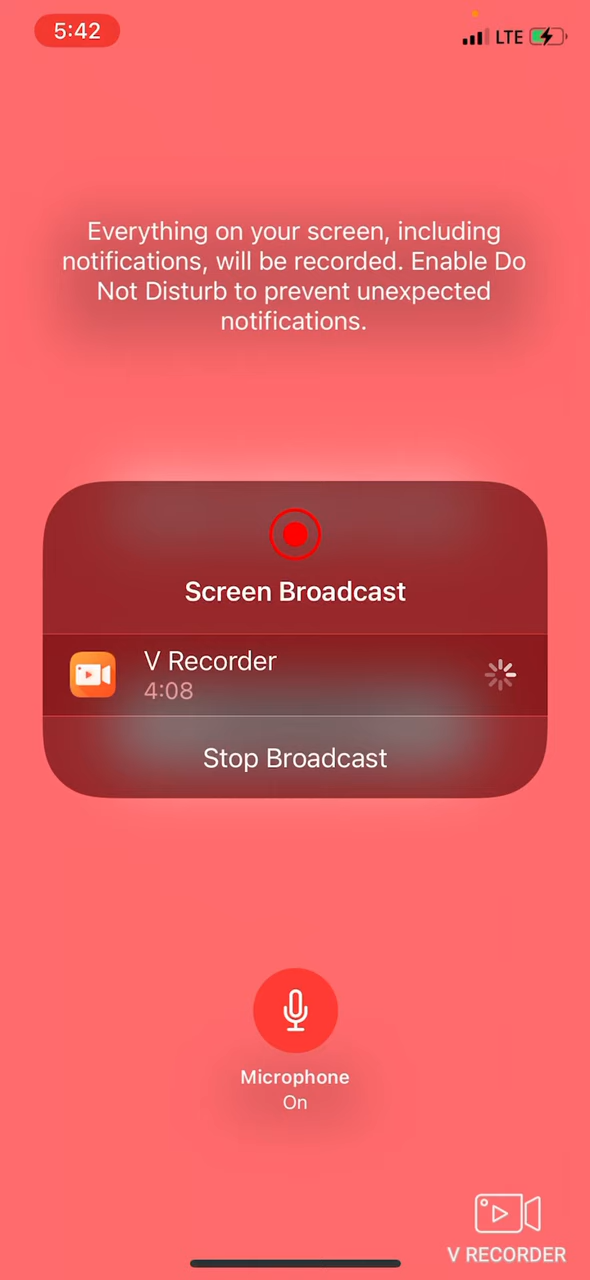 5:42
LTE
Everything on your screen, including
notifications, will be recorded. Enable Do
Not Disturb to prevent unexpected
notifications.
Screen Broadcast
V Recorder
4:08
Stop Broadcast
Microphone
On
V RECORDER